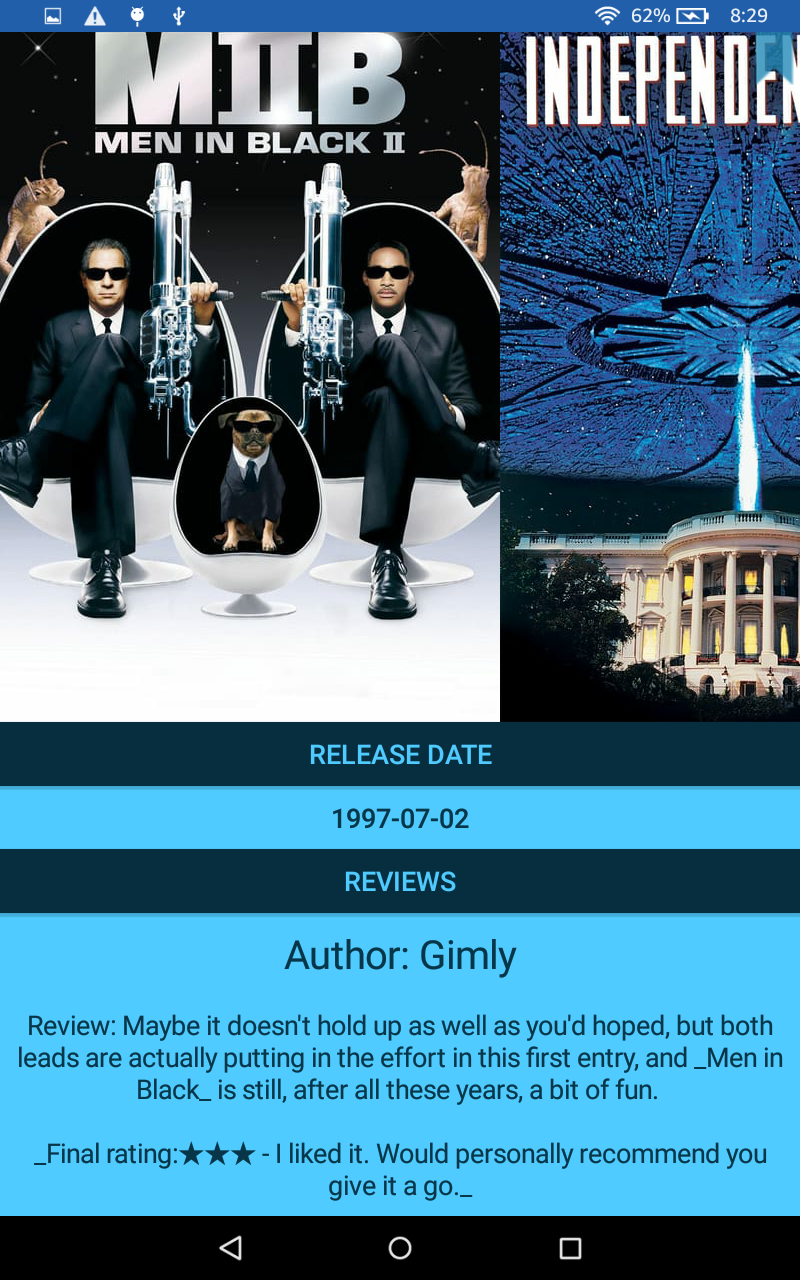 62%
8:29
MIIB
MEN IN BLACK II
INDEPENDEN
RELEASE DATE
1997-07-02
REVIEWS
Author: Gimly
Review: Maybe it doesn't hold up as well as you'd hoped, but both
leads are actually putting in the effort in this first entry, and _Men in
Black_ is still, after all these years, a bit of fun.
_Final rating:★★★ - I liked it. Would personally recommend you
give it a go._